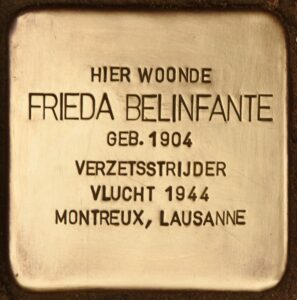 HIER WOONDE
FRIEDA BELINFANTE
GEB. 1904
VERZETSSTRIJDER
VLUCHT 1944
MONTREUX, LAUSANNE